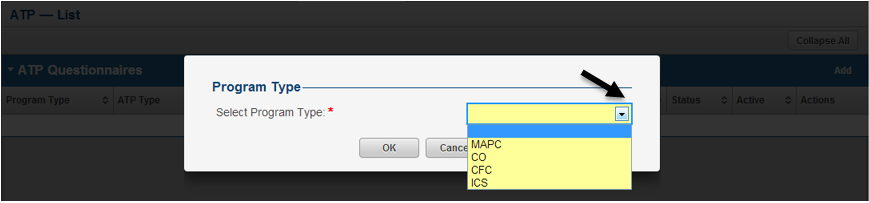 ATP — List
Collapse All
ATP Questionnaires Add
Program Type ATP Type Status Active Actions
Program Type
Select Program Type: *
OK
MAPC
CO
CFC
ICS